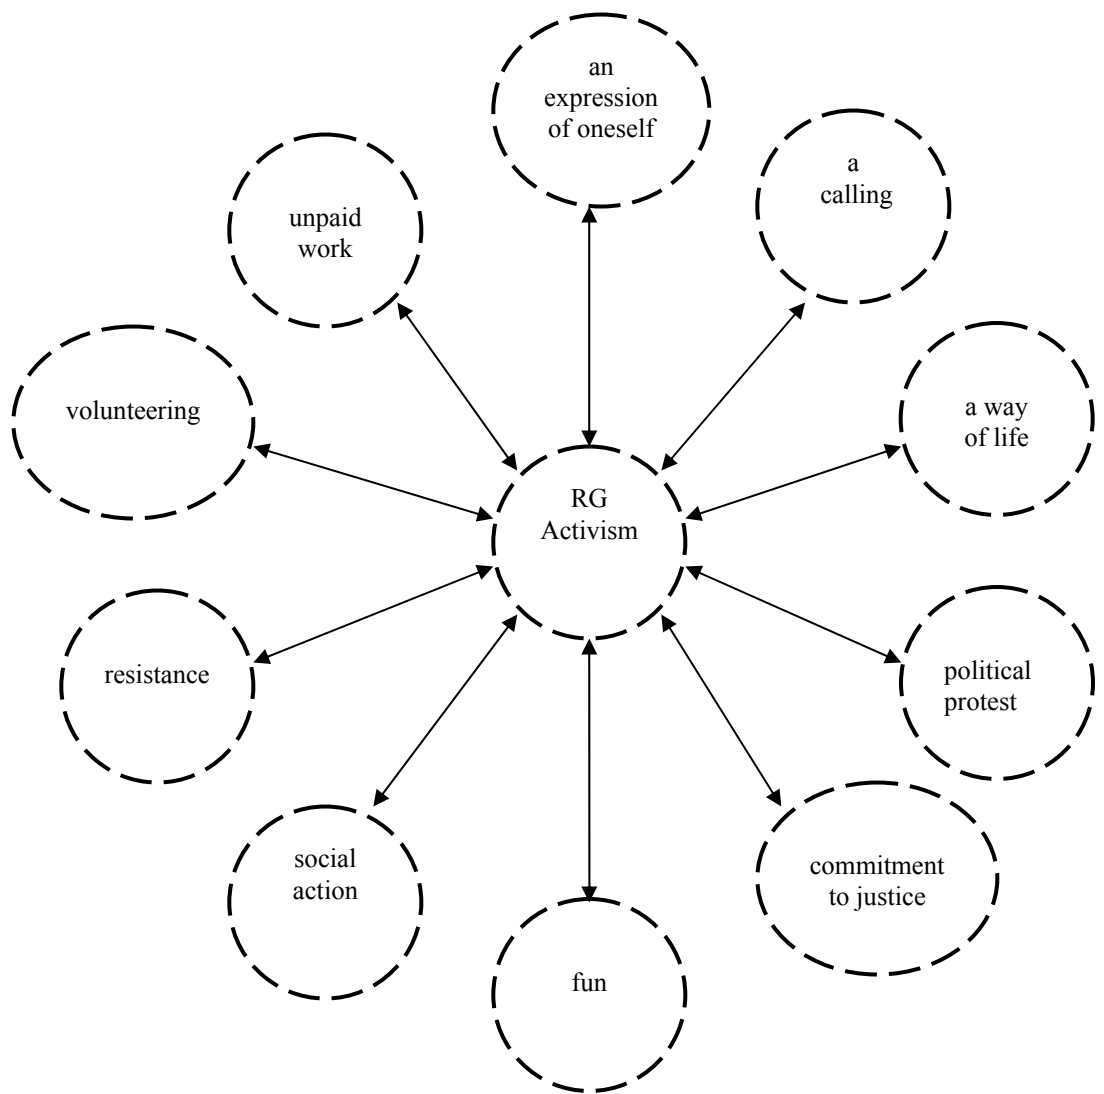 an
expression
of oneself
a
calling
unpaid
work
volunteering
a way
of life
RG
Activism
resistance
political
protest
social
action
commitment
to justice
fun